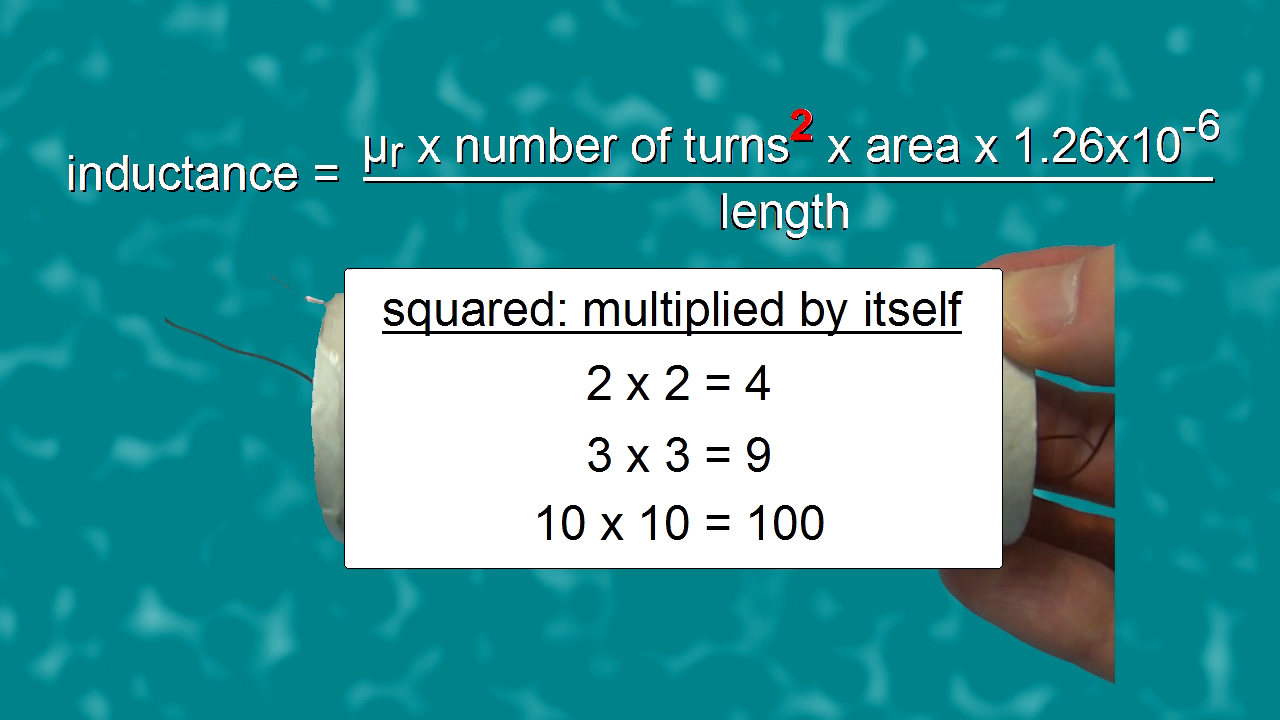 inductance = μr x number of turns² x area x 1.26x10⁻⁶
length
squared: multiplied by itself
2 x 2 = 4
3 x 3 = 9
10 x 10 = 100